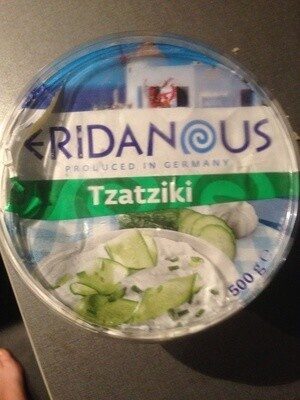 ERIDANOUS
PRODUCED IN GERMANY
Tzatziki
500 g e